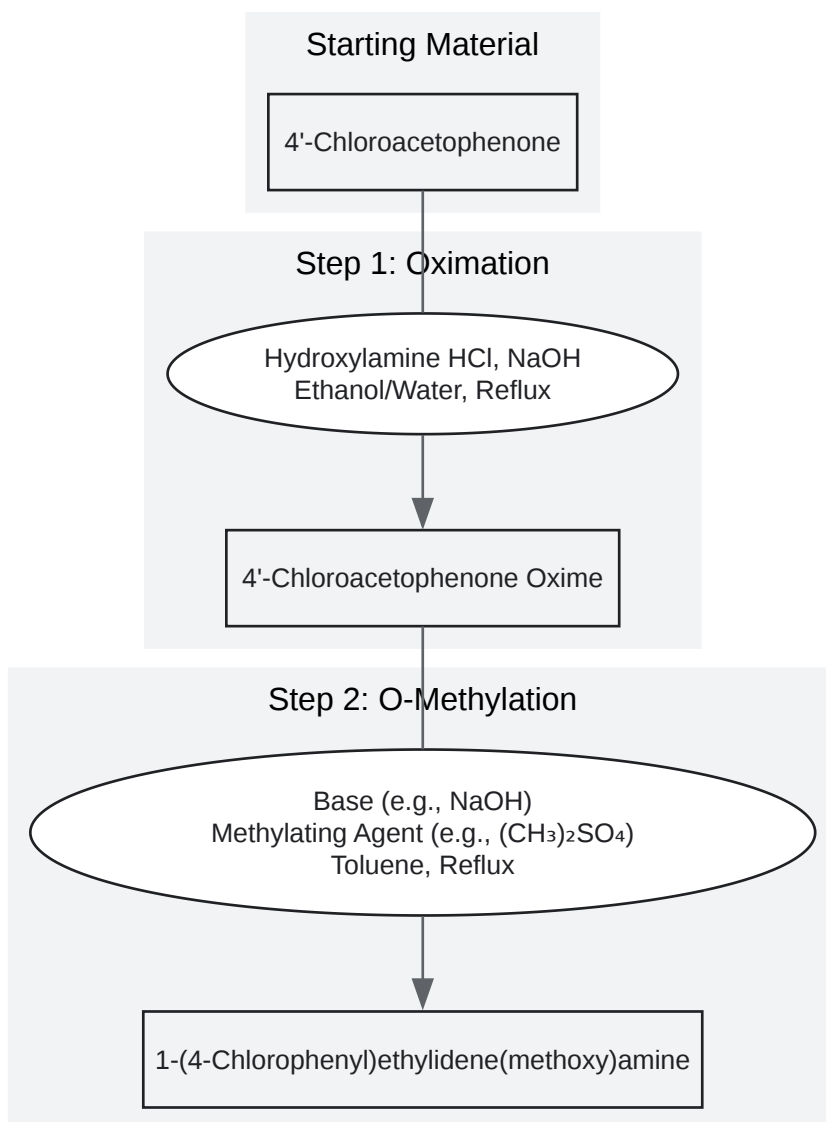 Starting Material
4'-Chloroacetophenone
Step 1: Oximation
Hydroxylamine HCl, NaOH
Ethanol/Water, Reflux
4'-Chloroacetophenone Oxime
Step 2: O-Methylation
Base (e.g., NaOH)
Methylating Agent (e.g., (CH₃)₂SO₄)
Toluene, Reflux
1-(4-Chlorophenyl)ethylidene(methoxy)amine